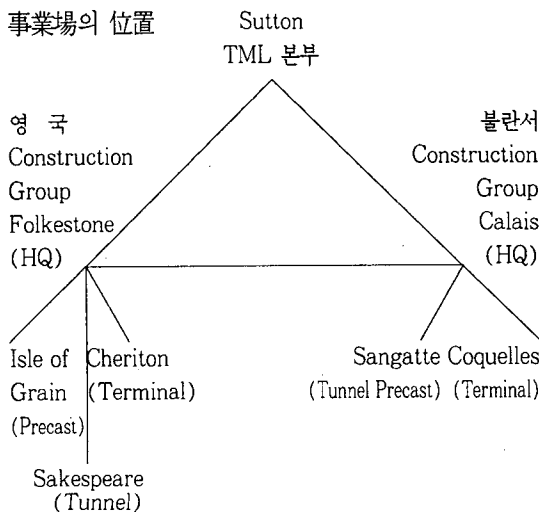 事業場의 位置
Sutton
TML 본부
영 국
Construction
Group
Folkestone
(HQ)
불란서
Construction
Group
Calais
(HQ)
Isle of
Grain
(Precast)
Cheriton
(Terminal)
Sakespeare
(Tunnel)
Sangatte
(Tunnel Precast)
Coquelles
(Terminal)